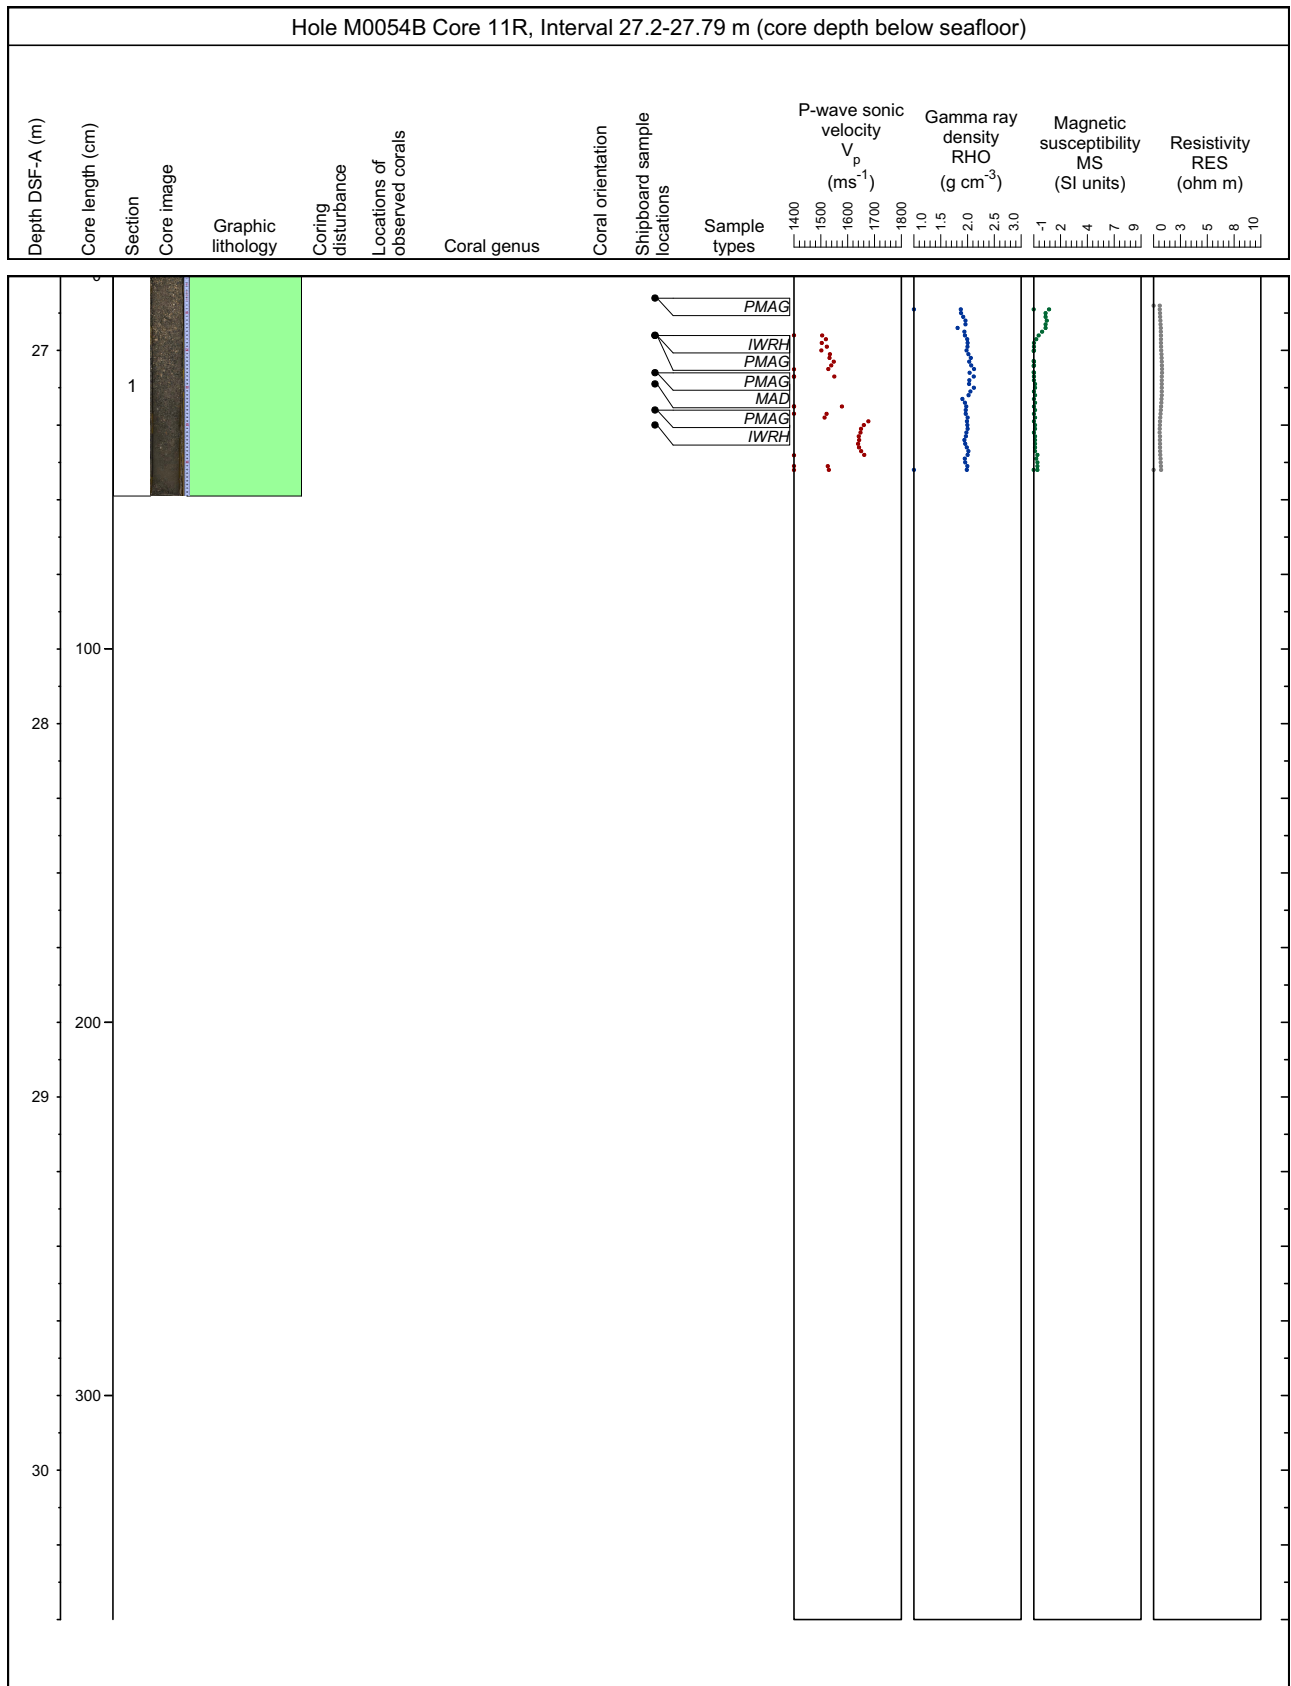 Hole M0054B Core 11R, Interval 27.2-27.79 m (core depth below seafloor)
Depth DSF-A (m)
Core length (cm)
Section
Core image
Graphic
lithology
Coring
disturbance
Locations of
observed corals
Coral genus
Coral orientation
Shipboard sample
locations
Sample
types
P-wave sonic
velocity
Vp
(ms-1)
1400 1500 1600 1700 1800
Gamma ray
density
RHO
(g cm-3)
1.0 1.5 2.0 2.5 3.0
Magnetic
susceptibility
MS
(SI units)
-1 2 4 7 9
Resistivity
RES
(ohm m)
0 3 5 8 10
0
PMAG
27
IWRH
PMAG
1
PMAG
MAD
PMAG
IWRH
100
28
200
29
300
30